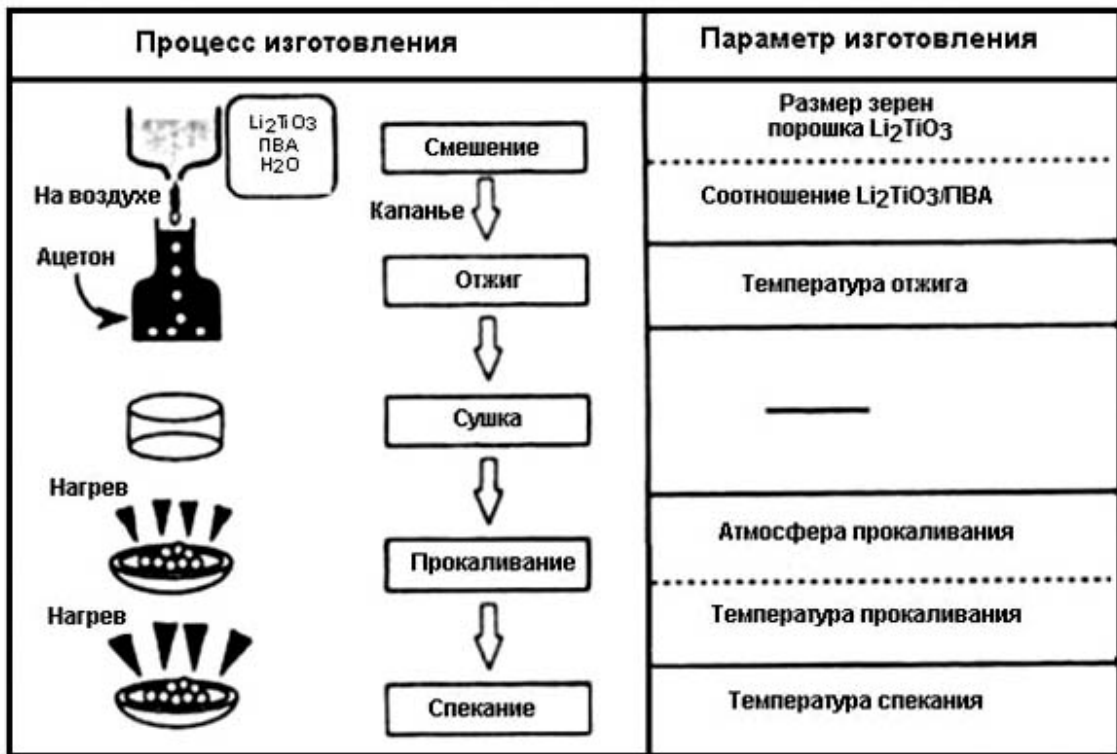 Процесс изготовления
Параметр изготовления
Li2TiO3
ПВА
H2O
На воздухе
Ацетон
Смешение
Капанье
Размер зерен
порошка Li2TiO3
Соотношение Li2TiO3/ПВА
Отжиг
Температура отжига
Сушка
Нагрев
Прокаливание
Атмосфера прокаливания
Температура прокаливания
Нагрев
Спекание
Температура спекания